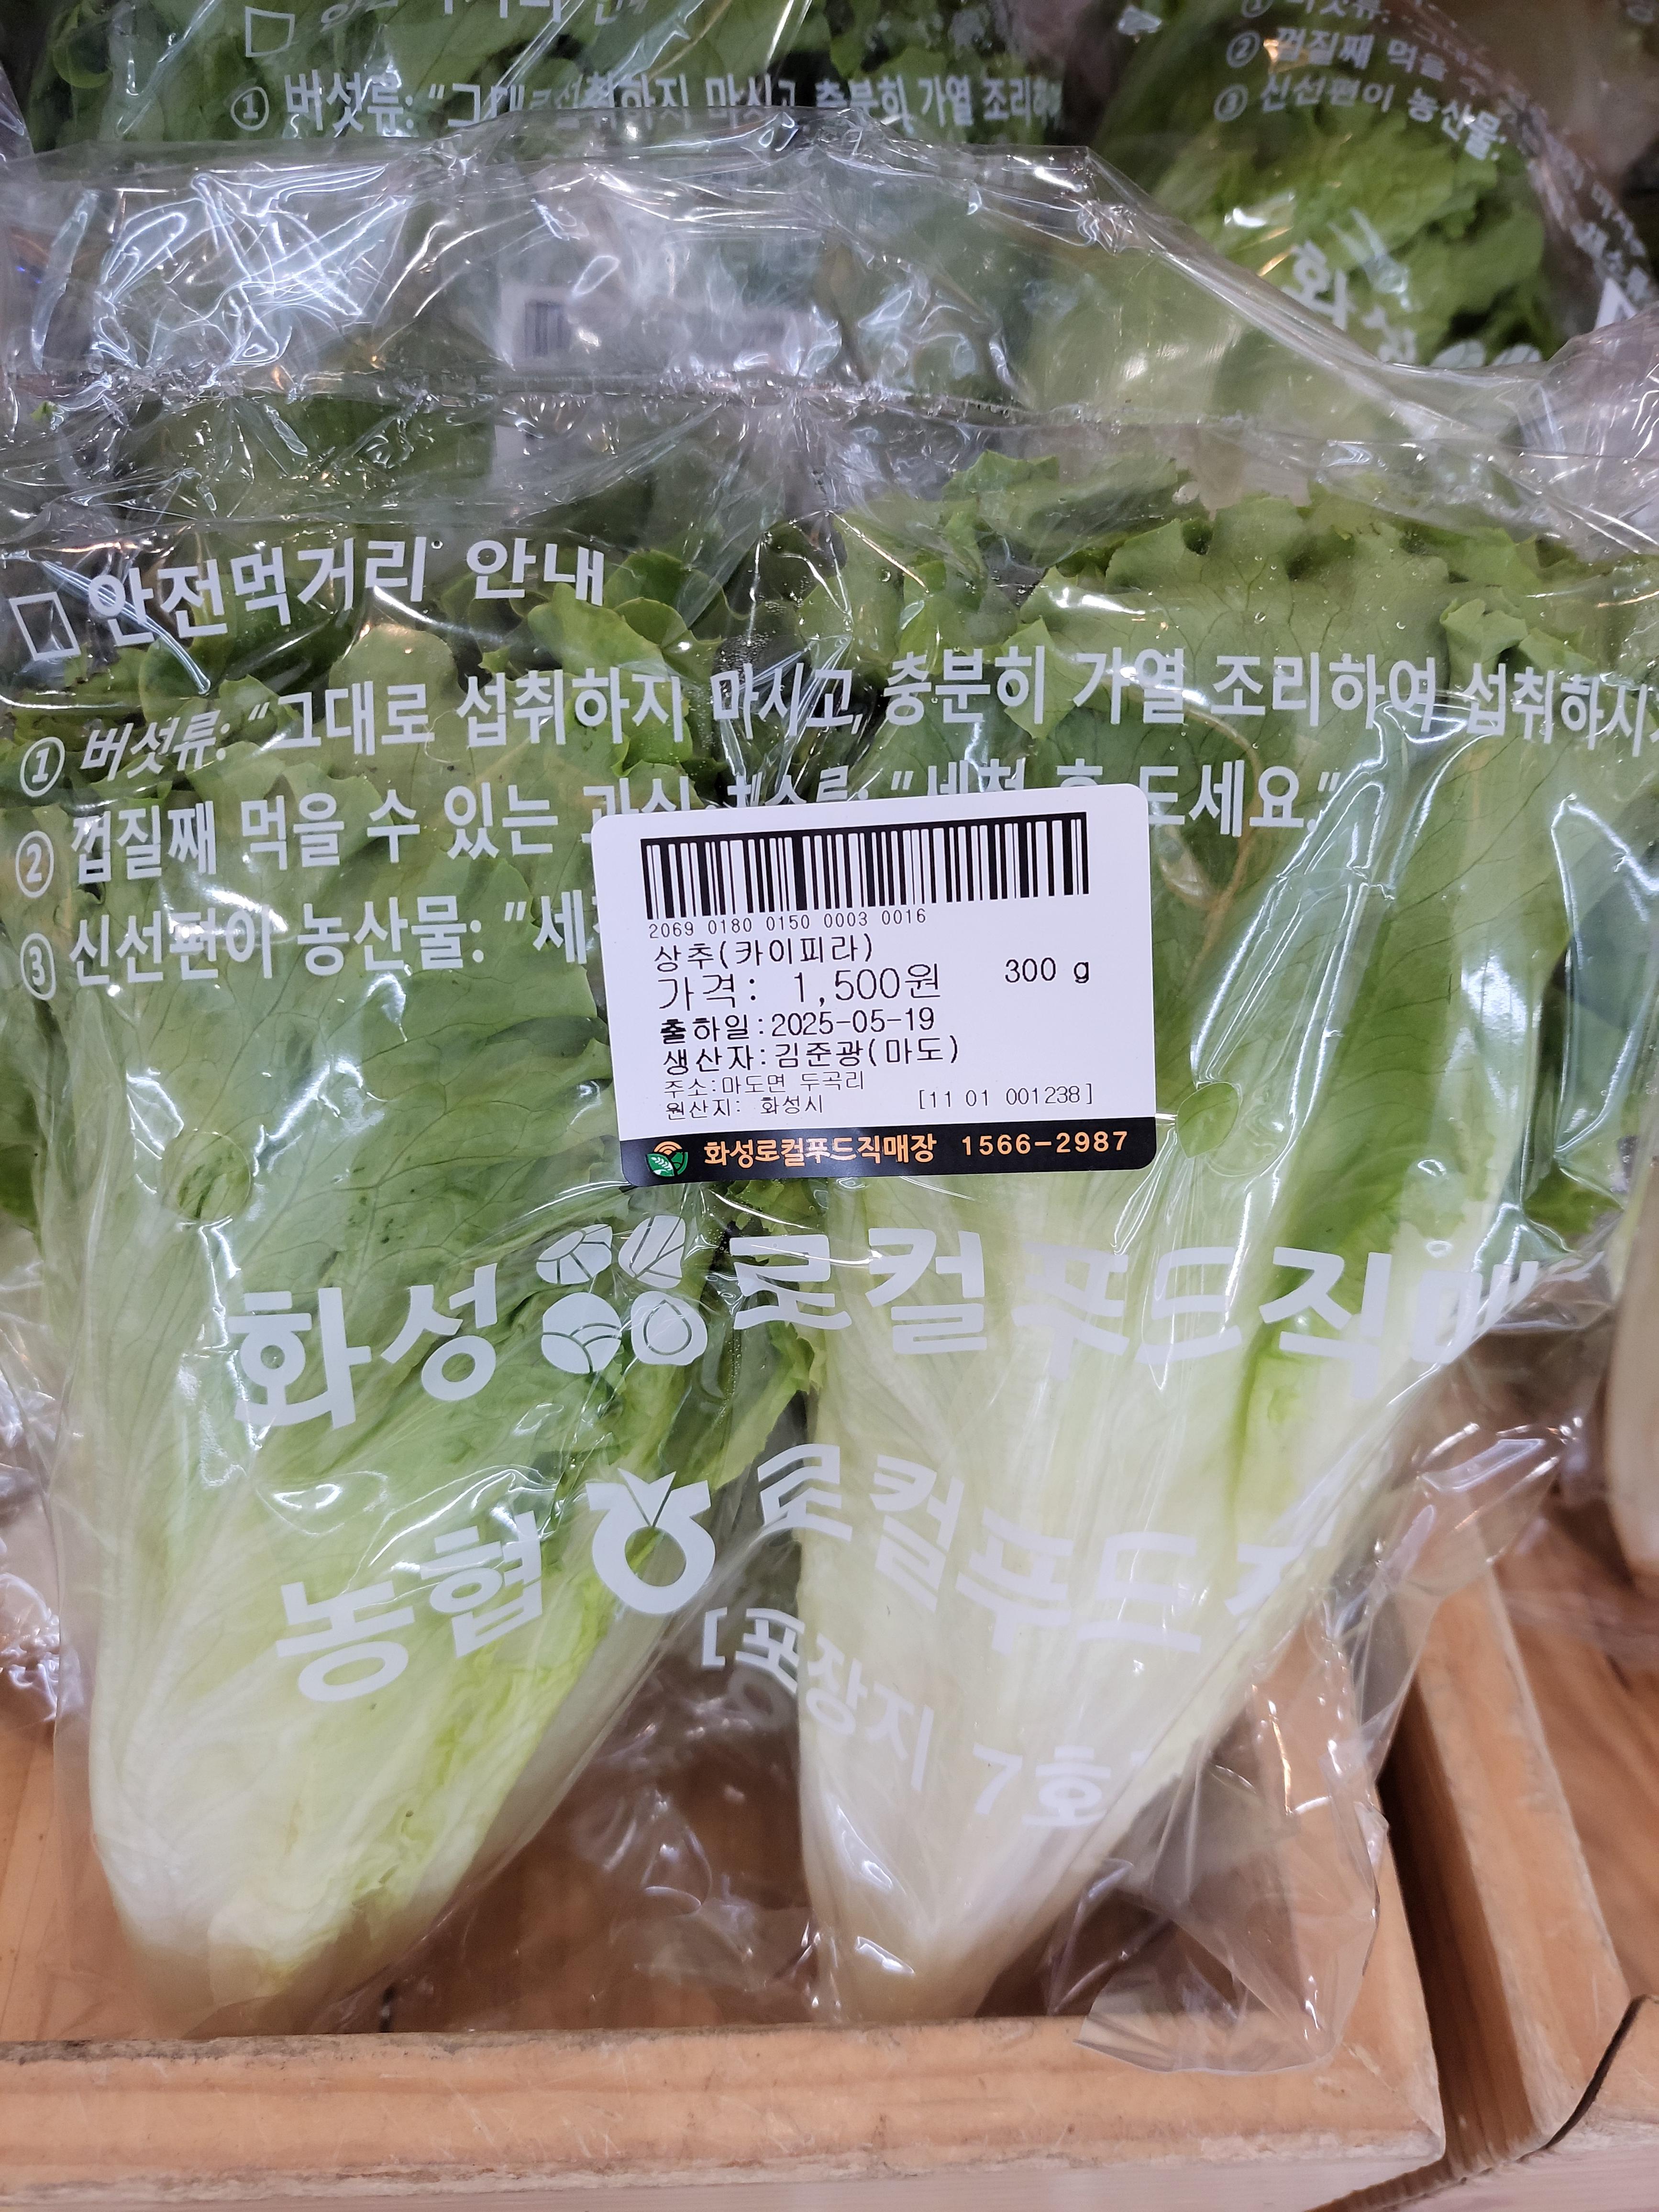 ① 버섯류: "그대로 섭취하지 마시고 충분히 가열 조리하여
② 껍질째 먹을 수
③ 신선편이 농산물:
화성
□ 안전먹거리 안내
① 버섯류: "그대로 섭취하지 마시고, 충분히 가열 조리하여 섭취하시
② 껍질째 먹을 수 있는 과실·채소류: "세척 후 드세요."
③ 신선편이 농산물: "세
2069 0180 0150 0003 0016
상추(카이피라)
가격: 1,500원 300 g
출하일:2025-05-19
생산자:김준광(마도)
주소:마도면 두곡리
원산지: 화성시 [11 01 001238]
화성로컬푸드직매장 1566-2987
화성 로컬푸드직매
농협 로컬푸드직
[포장지 7호